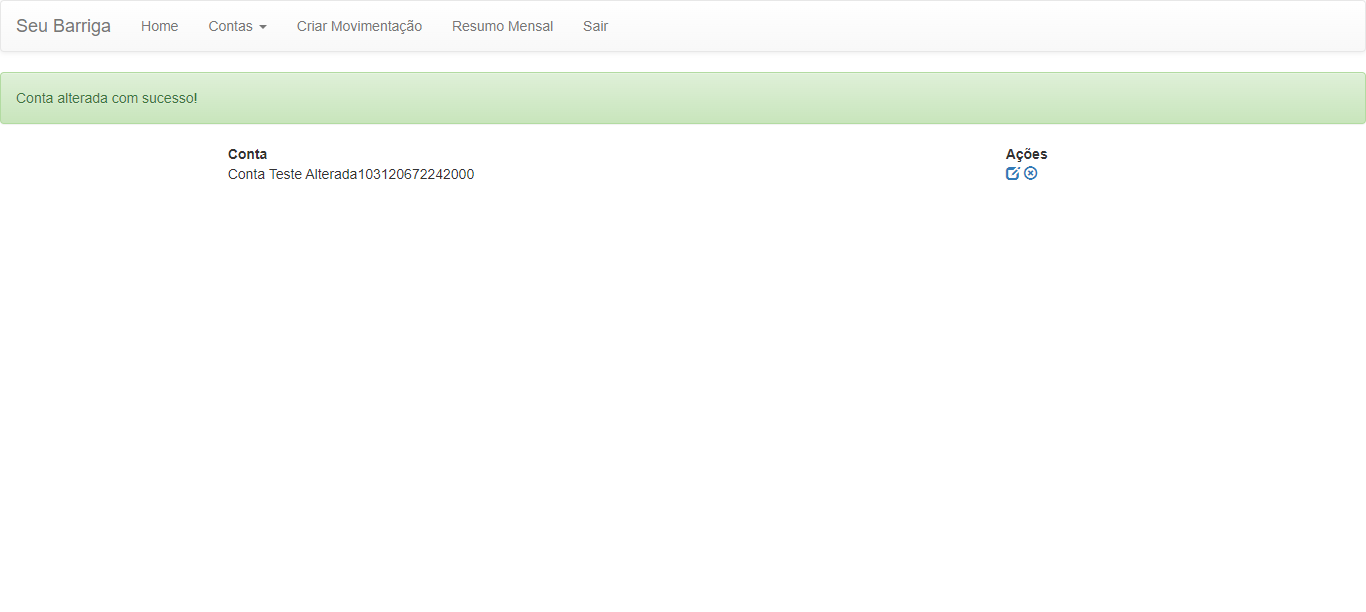 Seu Barriga Home Contas Criar Movimentação Resumo Mensal Sair
Conta alterada com sucesso!
Conta Ações
Conta Teste Alterada103120672242000